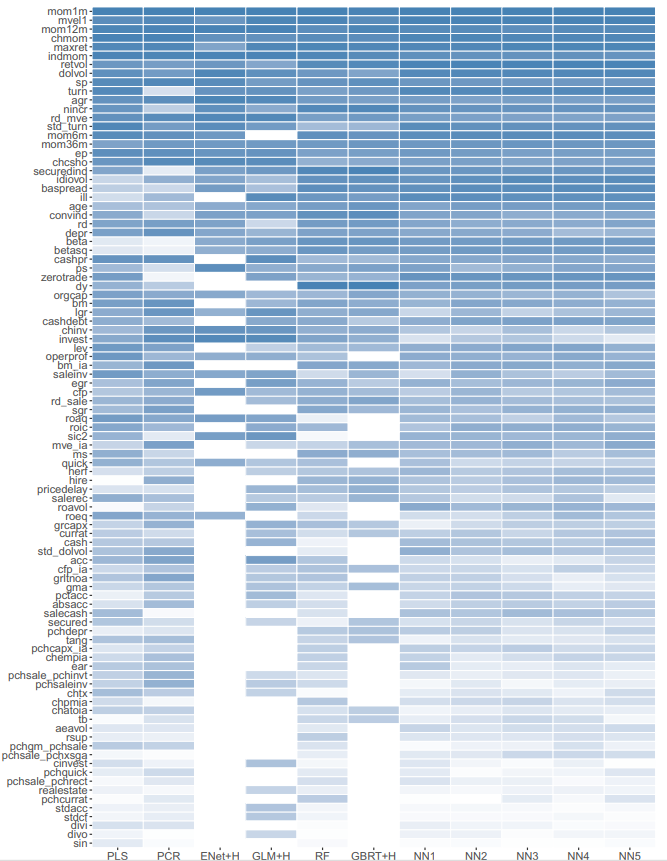 mom1m
mvel1
mom12m
chmom
maxret
indmom
retvol
dolvol
sp
turn
agr
nincr
rd_mve
std_turn
mom6m
mom36m
ep
chcsho
securedind
idiovol
baspread
ill
age
convind
rd
depr
beta
betasq
cashpr
ps
zerotrade
dy
orgcap
bm
lgr
cashdebt
chinv
invest
lev
operprof
bm_ia
saleinv
egr
cfp
rd_sale
sgr
roaq
roic
sic2
mve_ia
ms
quick
herf
hire
pricedelay
salerec
roavol
roeq
grcapx
currat
cash
std_dolvol
acc
cfp_ia
grltnoa
gma
pctacc
absacc
salecash
secured
pchdepr
tang
pchcapx_ia
chempia
ear
pchsale_pchinvt
pchsaleinv
chtx
chpmia
chatoia
tb
aeavol
rsup
pchgm_pchsale
pchsale_pchxsga
cinvest
pchquick
pchsale_pchrect
realestate
pchcurrat
stdacc
stdcf
divi
divo
sin
PLS PCR ENet+H GLM+H RF GBRT+H NN1 NN2 NN3 NN4 NN5